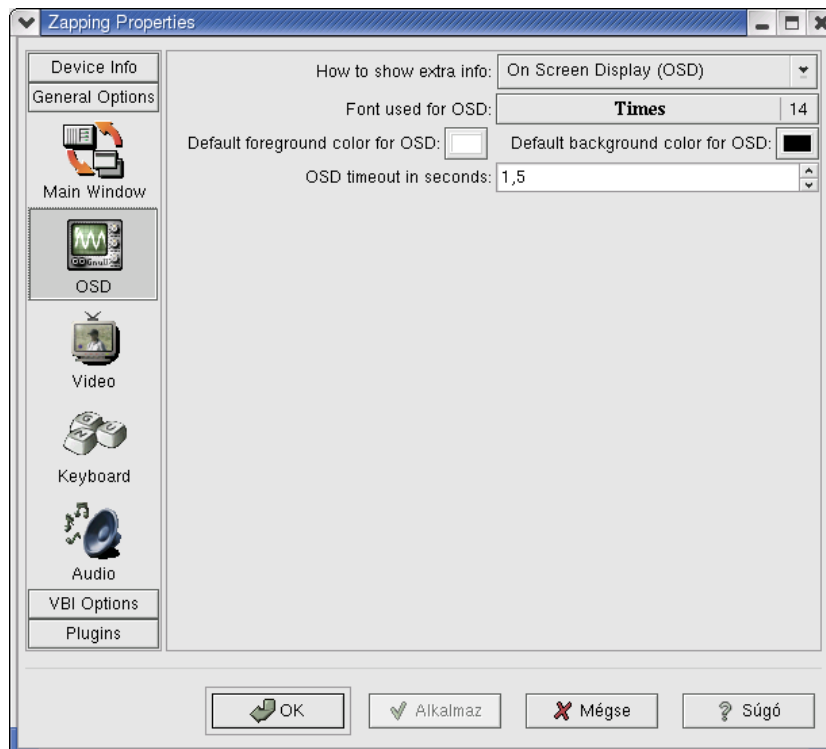 Zapping Properties
Device Info
General Options
Main Window
OSD
Video
Keyboard
Audio
VBI Options
Plugins
How to show extra info: On Screen Display (OSD)
Font used for OSD: Times 14
Default foreground color for OSD: Default background color for OSD:
OSD timeout in seconds: 1,5
OK Alkalmaz Mégse Súgó